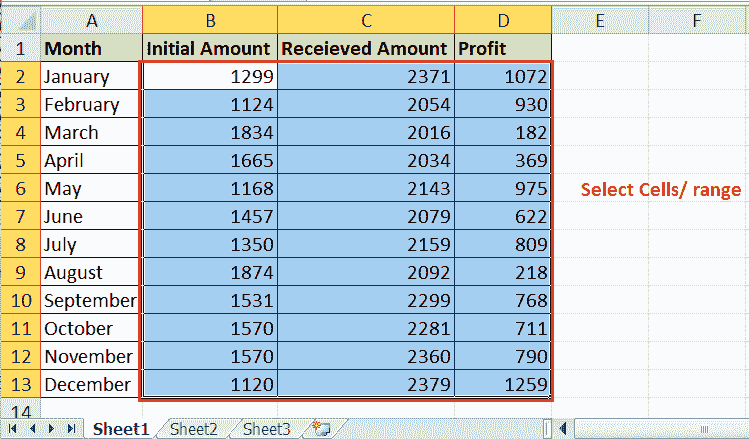 A B C D E F
1 Month Initial Amount Receieved Amount Profit
2 January 1299 2371 1072
3 February 1124 2054 930
4 March 1834 2016 182
5 April 1665 2034 369
6 May 1168 2143 975 Select Cells/ range
7 June 1457 2079 622
8 July 1350 2159 809
9 August 1874 2092 218
10 September 1531 2299 768
11 October 1570 2281 711
12 November 1570 2360 790
13 December 1120 2379 1259
14
Sheet1 Sheet2 Sheet3